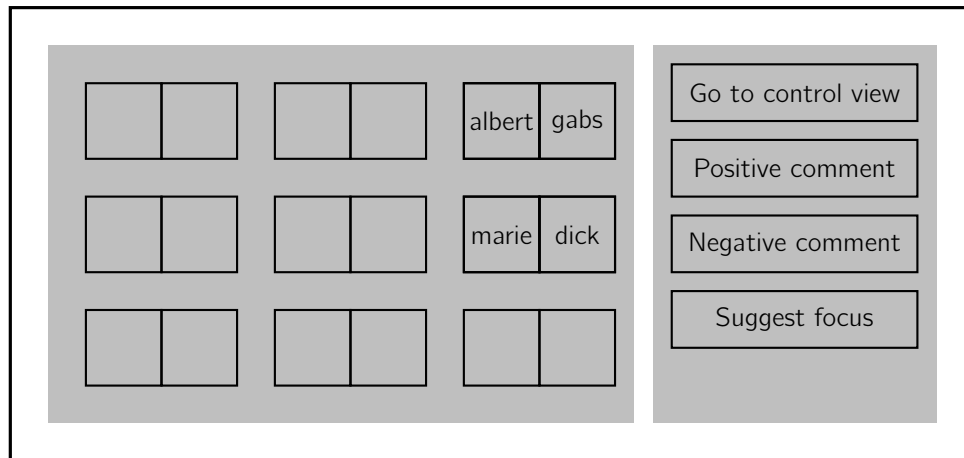 albert gabs
marie dick
Go to control view
Positive comment
Negative comment
Suggest focus